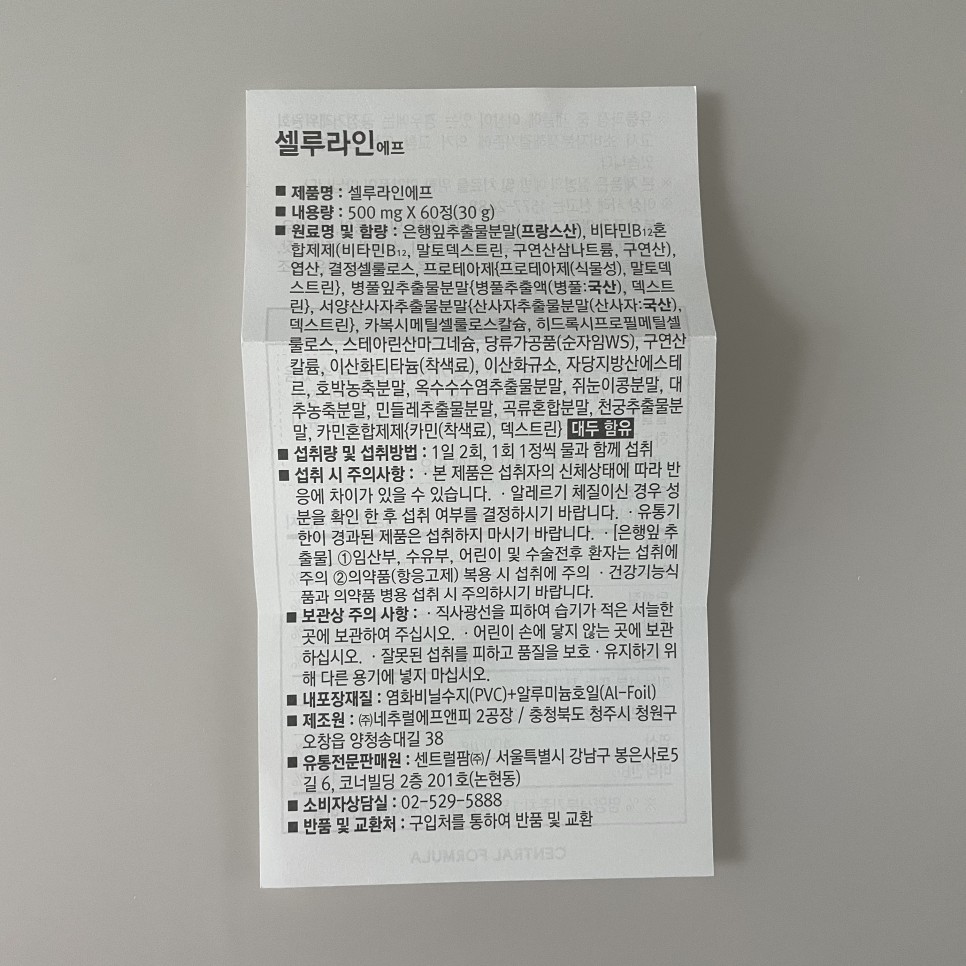 셀루라인에프
■ 제품명 : 셀루라인에프
■ 내용량 : 500 mg X 60정(30 g)
■ 원료명 및 함량 : 은행잎추출물분말(프랑스산), 비타민B₁₂혼
합제제(비타민B₁₂, 말토덱스트린, 구연산삼나트륨, 구연산),
엽산, 결정셀룰로스, 프로테아제{프로테아제(식물성), 말토덱
스트린}, 병풀잎추출물분말{병풀추출액(병풀:국산), 덱스트
린}, 서양산사자추출물분말{산사자추출물분말(산사자:국산),
덱스트린}, 카복시메틸셀룰로스칼슘, 히드록시프로필메틸셀
룰로스, 스테아린산마그네슘, 당류가공품(순자임WS), 구연산
칼륨, 이산화티타늄(착색료), 이산화규소, 자당지방산에스테
르, 호박농축분말, 옥수수수염추출물분말, 쥐눈이콩분말, 대
추농축분말, 민들레추출물분말, 곡류혼합분말, 천궁추출물분
말, 카민혼합제제{카민(착색료), 덱스트린} 대두 함유
■ 섭취량 및 섭취방법 : 1일 2회, 1회 1정씩 물과 함께 섭취
■ 섭취 시 주의사항 : · 본 제품은 섭취자의 신체상태에 따라 반
응에 차이가 있을 수 있습니다. · 알레르기 체질이신 경우 성
분을 확인 한 후 섭취 여부를 결정하시기 바랍니다. · 유통기
한이 경과된 제품은 섭취하지 마시기 바랍니다. · [은행잎 추
출물] ①임산부, 수유부, 어린이 및 수술전후 환자는 섭취에
주의 ②의약품(항응고제) 복용 시 섭취에 주의 · 건강기능식
품과 의약품 병용 섭취 시 주의하시기 바랍니다.
■ 보관상 주의 사항 : · 직사광선을 피하여 습기가 적은 서늘한
곳에 보관하여 주십시오. · 어린이 손에 닿지 않는 곳에 보관
하십시오. · 잘못된 섭취를 피하고 품질을 보호·유지하기 위
해 다른 용기에 넣지 마십시오.
■ 내포장재질 : 염화비닐수지(PVC)+알루미늄호일(Al-Foil)
■ 제조원 : ㈜네추럴에프앤피 2공장 / 충청북도 청주시 청원구
오창읍 양청송대길 38
■ 유통전문판매원 : 센트럴팜㈜/ 서울특별시 강남구 봉은사로5
길 6, 코너빌딩 2층 201호(논현동)
■ 소비자상담실 : 02-529-5888
■ 반품 및 교환처 : 구입처를 통하여 반품 및 교환
CENTRAL FORMULA